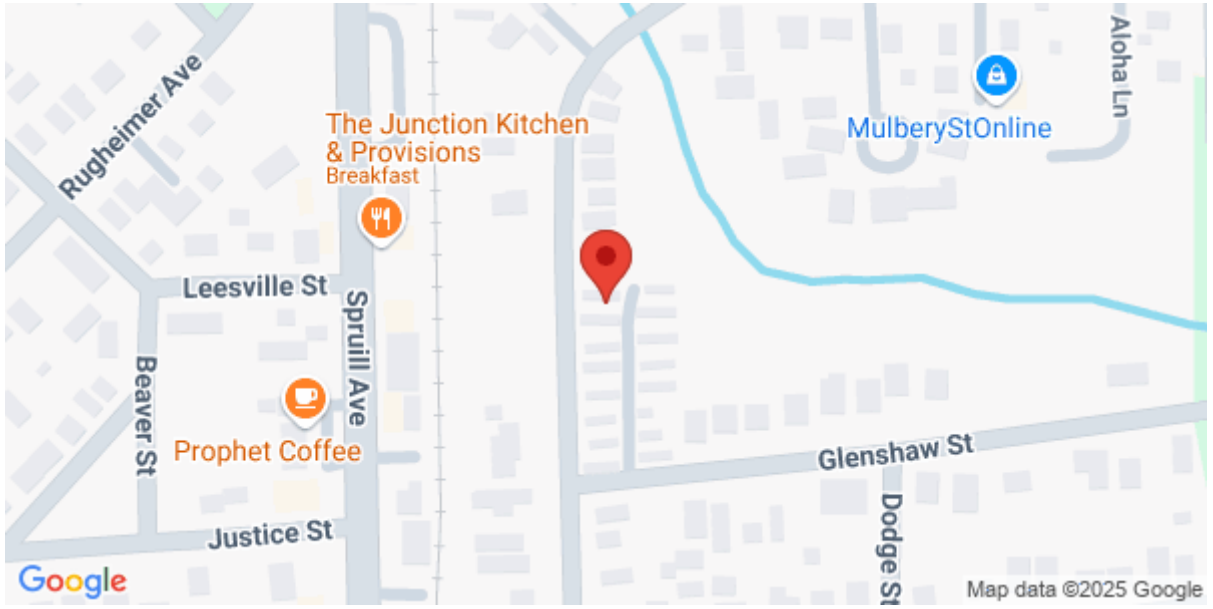 Rugheimer Ave
Aloha Ln
The Junction Kitchen
& Provisions
Breakfast
MulberyStOnline
Leesville St
Spruill Ave
Beaver St
Prophet Coffee
Glenshaw St
Dodge St
Justice St
Google
Map data ©2025 Google